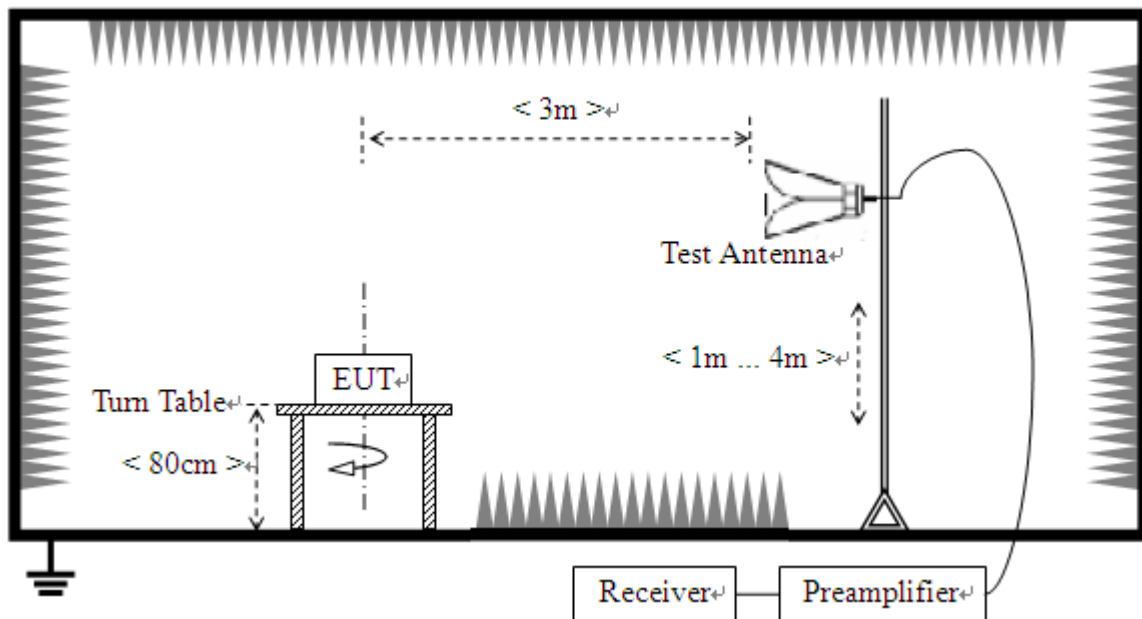 < 3m >↵
Test Antenna↵
< 1m ... 4m >↵
EUT↵
Turn Table↵
< 80cm >↵
Receiver↵
Preamplifier↵